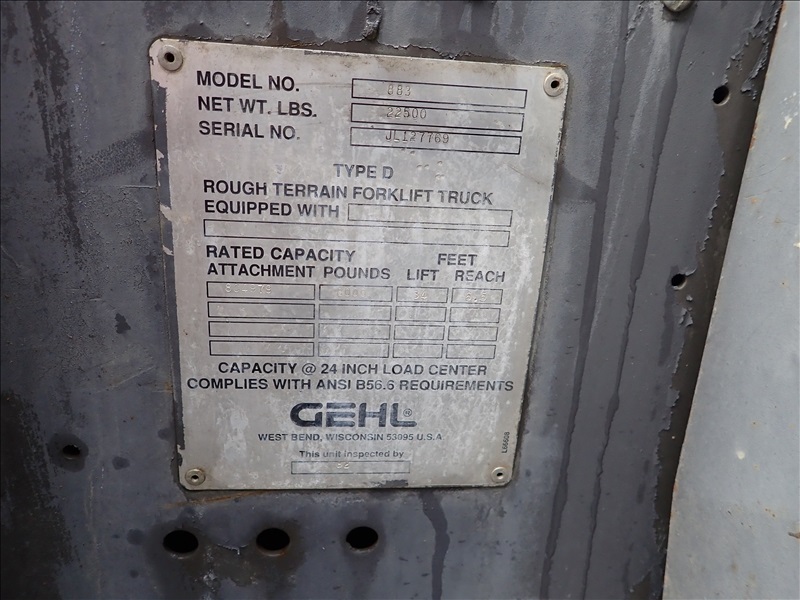 MODEL NO. 883
NET WT. LBS. 22500
SERIAL NO. JL127769
TYPE D
ROUGH TERRAIN FORKLIFT TRUCK
EQUIPPED WITH
RATED CAPACITY FEET
ATTACHMENT POUNDS LIFT REACH
CAPACITY @ 24 INCH LOAD CENTER
COMPLIES WITH ANSI B56.6 REQUIREMENTS
GEHL®
WEST BEND, WISCONSIN 53095 U.S.A.
This unit inspected by